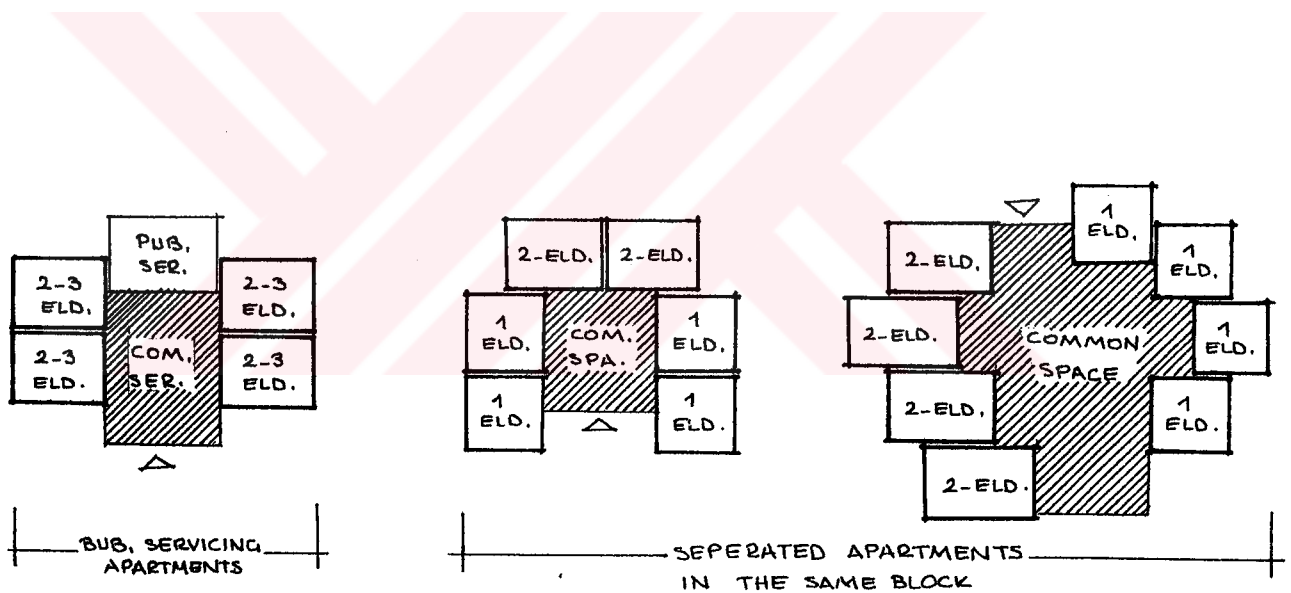 PUB.
SER.
2-3
ELD.
2-3
ELD.
2-3
ELD.
2-3
ELD.
COM.
SER.
BUB. SERVICING
APARTMENTS
2-ELD.
2-ELD.
1
ELD.
1
ELD.
COM.
SPA.
1
ELD.
1
ELD.
1
ELD.
2-ELD.
1
ELD.
2-ELD.
1
ELD.
COMMON
SPACE
2-ELD.
1
ELD.
2-ELD.
SEPERATED APARTMENTS
IN THE SAME BLOCK